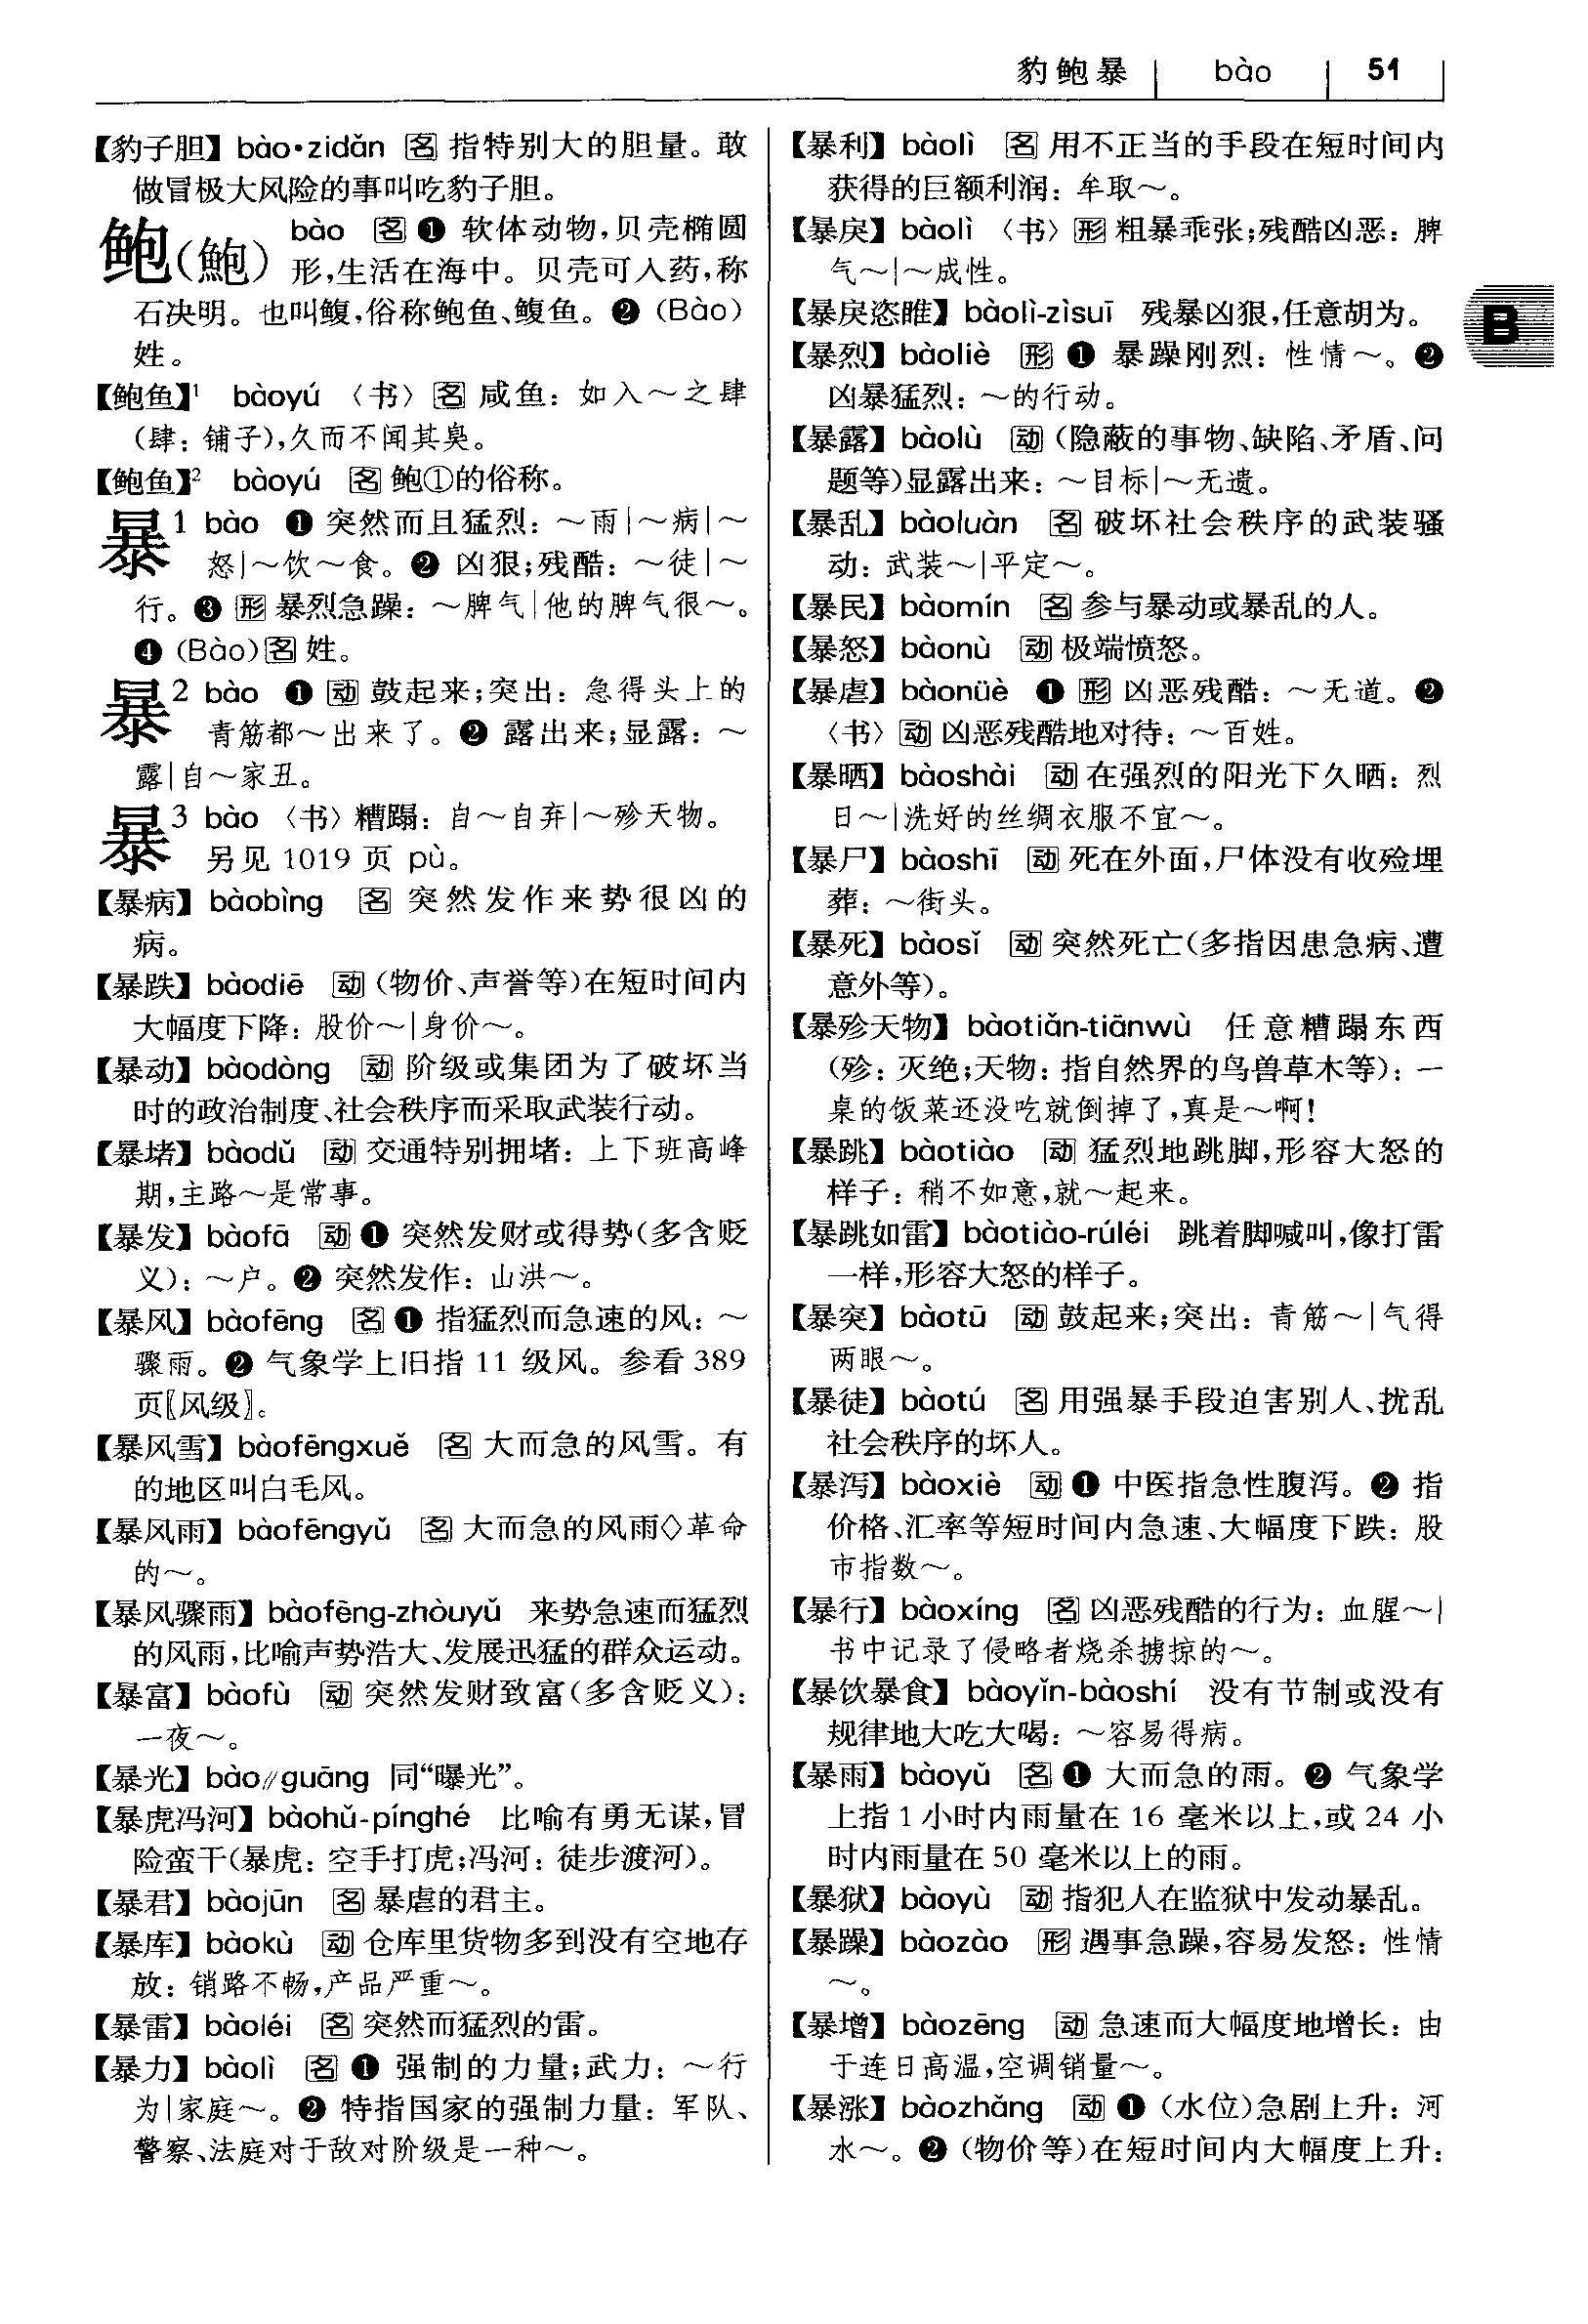 豹鲍暴 bào 51
【豹子胆】bào•zidǎn 名 指特别大的胆量。敢
做冒极大风险的事叫吃豹子胆。
鲍(鮑) bào 名 ❶ 软体动物,贝壳椭圆
形,生活在海中。贝壳可入药,称
石决明。也叫鳆,俗称鲍鱼、鳆鱼。❷ (Bào)
姓。
【鲍鱼】¹ bàoyú 〈书〉 名 咸鱼: 如入～之肆
(肆: 铺子),久而不闻其臭。
【鲍鱼】² bàoyú 名 鲍①的俗称。
暴1 bào ❶ 突然而且猛烈: ～雨|～病|～
怒|～饮～食。❷ 凶狠;残酷: ～徒|～
行。❸ 形 暴烈急躁: ～脾气|他的脾气很～。
❹ (Bào) 名 姓。
暴2 bào ❶ 动 鼓起来;突出: 急得头上的
青筋都～出来了。❷ 露出来;显露: ～
露|自～家丑。
暴3 bào 〈书〉糟蹋: 自～自弃|～殄天物。
另见 1019 页 pù。
【暴病】bàobìng 名 突然发作来势很凶的
病。
【暴跌】bàodiē 动 (物价、声誉等)在短时间内
大幅度下降: 股价～|身价～。
【暴动】bàodòng 动 阶级或集团为了破坏当
时的政治制度、社会秩序而采取武装行动。
【暴堵】bàodǔ 动 交通特别拥堵: 上下班高峰
期,主路～是常事。
【暴发】bàofā 动 ❶ 突然发财或得势(多含贬
义): ～户。❷ 突然发作: 山洪～。
【暴风】bàofēng 名 ❶ 指猛烈而急速的风: ～
骤雨。❷ 气象学上旧指 11 级风。参看 389
页〖风级〗。
【暴风雪】bàofēngxuě 名 大而急的风雪。有
的地区叫白毛风。
【暴风雨】bàofēngyǔ 名 大而急的风雨◇革命
的～。
【暴风骤雨】bàofēng-zhòuyǔ 来势急速而猛烈
的风雨,比喻声势浩大、发展迅猛的群众运动。
【暴富】bàofù 动 突然发财致富(多含贬义):
一夜～。
【暴光】bào//guāng 同“曝光”。
【暴虎冯河】bàohǔ-pínghé 比喻有勇无谋,冒
险蛮干(暴虎: 空手打虎;冯河: 徒步渡河)。
【暴君】bàojūn 名 暴虐的君主。
【暴库】bàokù 动 仓库里货物多到没有空地存
放: 销路不畅,产品严重～。
【暴雷】bàoléi 名 突然而猛烈的雷。
【暴力】bàolì 名 ❶ 强制的力量;武力: ～行
为|家庭～。❷ 特指国家的强制力量: 军队、
警察、法庭对于敌对阶级是一种～。
【暴利】bàolì 名 用不正当的手段在短时间内
获得的巨额利润: 牟取～。
【暴戾】bàolì 〈书〉 形 粗暴乖张;残酷凶恶: 脾
气～|～成性。
【暴戾恣睢】bàolì-zìsuī 残暴凶狠,任意胡为。
B
【暴烈】bàoliè 形 ❶ 暴躁刚烈: 性情～。❷
凶暴猛烈: ～的行动。
【暴露】bàolù 动 (隐蔽的事物、缺陷、矛盾、问
题等)显露出来: ～目标|～无遗。
【暴乱】bàoluàn 名 破坏社会秩序的武装骚
动: 武装～|平定～。
【暴民】bàomín 名 参与暴动或暴乱的人。
【暴怒】bàonù 动 极端愤怒。
【暴虐】bàonüè ❶ 形 凶恶残酷: ～无道。❷
〈书〉 动 凶恶残酷地对待: ～百姓。
【暴晒】bàoshài 动 在强烈的阳光下久晒: 烈
日～|洗好的丝绸衣服不宜～。
【暴尸】bàoshī 动 死在外面,尸体没有收殓埋
葬: ～街头。
【暴死】bàosǐ 动 突然死亡(多指因患急病、遭
意外等)。
【暴殄天物】bàotiǎn-tiānwù 任意糟蹋东西
(殄: 灭绝;天物: 指自然界的鸟兽草木等): 一
桌的饭菜还没吃就倒掉了,真是～啊!
【暴跳】bàotiào 动 猛烈地跳脚,形容大怒的
样子: 稍不如意,就～起来。
【暴跳如雷】bàotiào-rúléi 跳着脚喊叫,像打雷
一样,形容大怒的样子。
【暴突】bàotū 动 鼓起来;突出: 青筋～|气得
两眼～。
【暴徒】bàotú 名 用强暴手段迫害别人、扰乱
社会秩序的坏人。
【暴泻】bàoxiè 动 ❶ 中医指急性腹泻。❷ 指
价格、汇率等短时间内急速、大幅度下跌: 股
市指数～。
【暴行】bàoxíng 名 凶恶残酷的行为: 血腥～|
书中记录了侵略者烧杀掳掠的～。
【暴饮暴食】bàoyǐn-bàoshí 没有节制或没有
规律地大吃大喝: ～容易得病。
【暴雨】bàoyǔ 名 ❶ 大而急的雨。❷ 气象学
上指 1 小时内雨量在 16 毫米以上,或 24 小
时内雨量在 50 毫米以上的雨。
【暴狱】bàoyù 动 指犯人在监狱中发动暴乱。
【暴躁】bàozào 形 遇事急躁,容易发怒: 性情
～。
【暴增】bàozēng 动 急速而大幅度地增长: 由
于连日高温,空调销量～。
【暴涨】bàozhǎng 动 ❶ (水位)急剧上升: 河
水～。❷ (物价等)在短时间内大幅度上升: